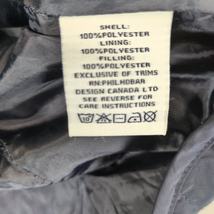 SHELL:
100%POLYESTER
LINING:
100%POLYESTER
FILLING:
100%POLYESTER
EXCLUSIVE OF TRIMS
RN:PHILHOBAR
DESIGN CANADA LTD
SEE REVERSE FOR
CARE INSTRUCTIONS